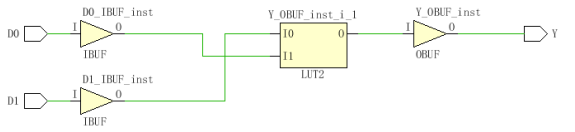 D0_IBUF_inst
D0
I
O
IBUF
D1_IBUF_inst
D1
I
O
IBUF
Y_OBUF_inst_i_1
I0
O
I1
LUT2
Y_OBUF_inst
I
O
OBUF
Y